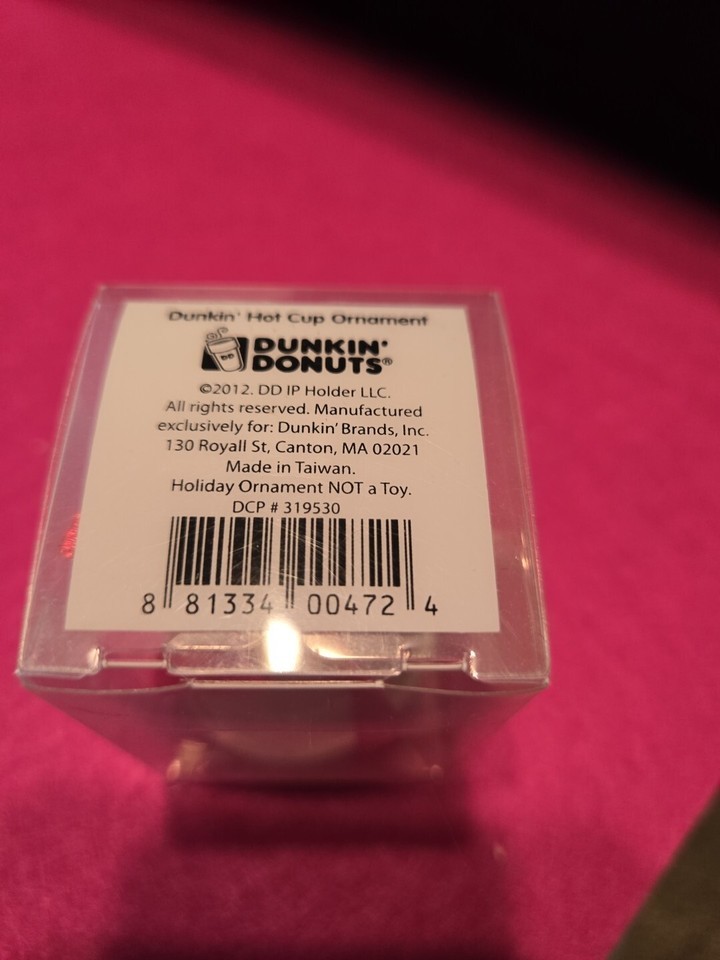 Dunkin' Hot Cup Ornament
DD
DUNKIN'
DONUTS®
©2012. DD IP Holder LLC.
All rights reserved. Manufactured
exclusively for: Dunkin' Brands, Inc.
130 Royall St, Canton, MA 02021
Made in Taiwan.
Holiday Ornament NOT a Toy.
DCP # 319530
8 81334 00472 4